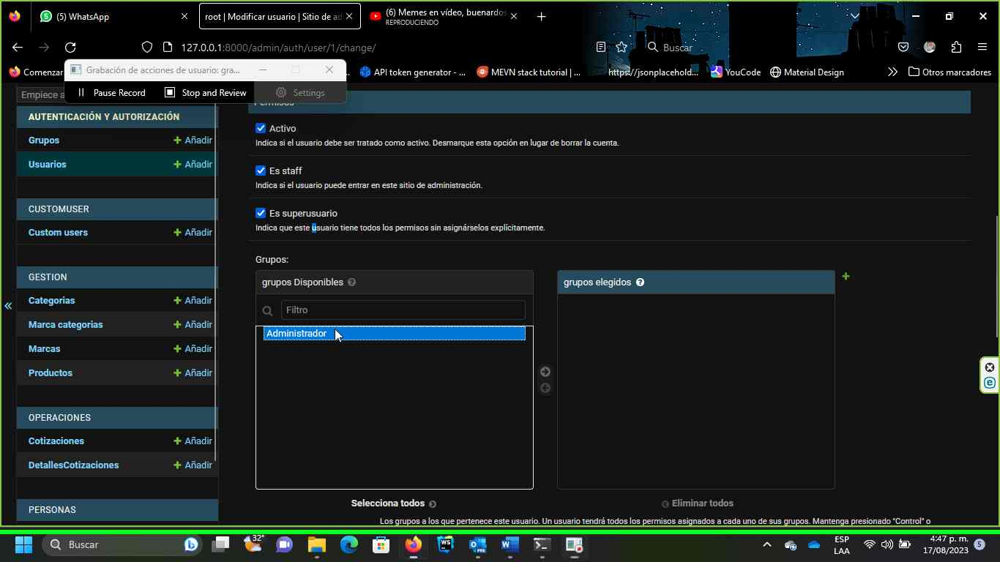 (5) WhatsApp
root | Modificar usuario | Sitio de ad
(6) Memes en vídeo, buenardos
REPRODUCIENDO
127.0.0.1:8000/admin/auth/user/1/change/
Buscar
Comenzar
API token generator - ...
MEVN stack tutorial | ...
https://jsonplacehold...
YouCode
Material Design
Otros marcadores
Grabación de acciones de usuario: gra...
Pause Record
Stop and Review
Settings
Empiece a
AUTENTICACIÓN Y AUTORIZACIÓN
Grupos
Añadir
Usuarios
Añadir
CUSTOMUSER
Custom users
Añadir
GESTION
Categorias
Añadir
Marca categorias
Añadir
Marcas
Añadir
Productos
Añadir
OPERACIONES
Cotizaciones
Añadir
DetallesCotizaciones
Añadir
PERSONAS
Permisos
Activo
Indica si el usuario debe ser tratado como activo. Desmarque esta opción en lugar de borrar la cuenta.
Es staff
Indica si el usuario puede entrar en este sitio de administración.
Es superusuario
Indica que este usuario tiene todos los permisos sin asignárselos explícitamente.
Grupos:
grupos Disponibles
Filtro
Administrador
grupos elegidos
Selecciona todos
Eliminar todos
Los grupos a los que pertenece este usuario. Un usuario tendrá todos los permisos asignados a cada uno de sus grupos. Mantenga presionado "Control" o
Buscar
32°
WS
PRE
ESP
LAA
4:47 p. m.
17/08/2023
5